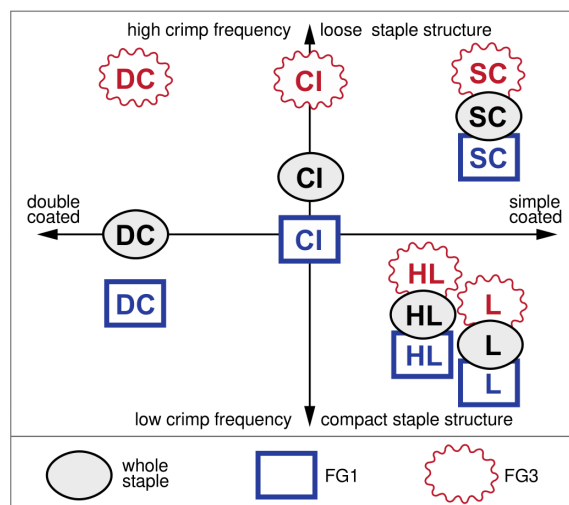 high crimp frequency loose staple structure
DC CI SC
SC
SC
CI
double
coated
simple
coated
DC CI
DC
HL
HL
HL
L
L
L
low crimp frequency compact staple structure
whole
staple
FG1
FG3